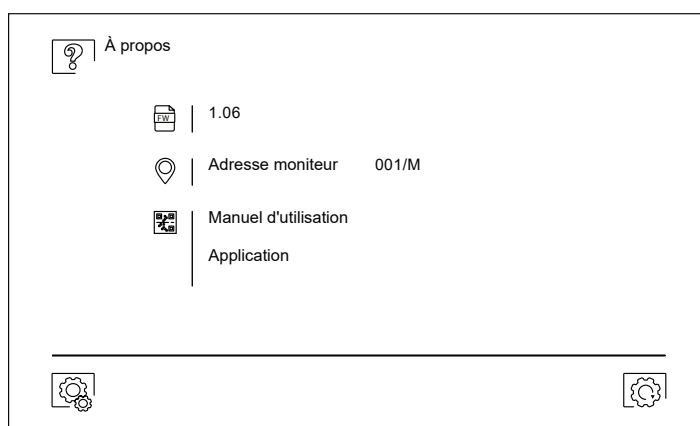 À propos
FW
1.06
Adresse moniteur 001/M
Manuel d'utilisation
Application